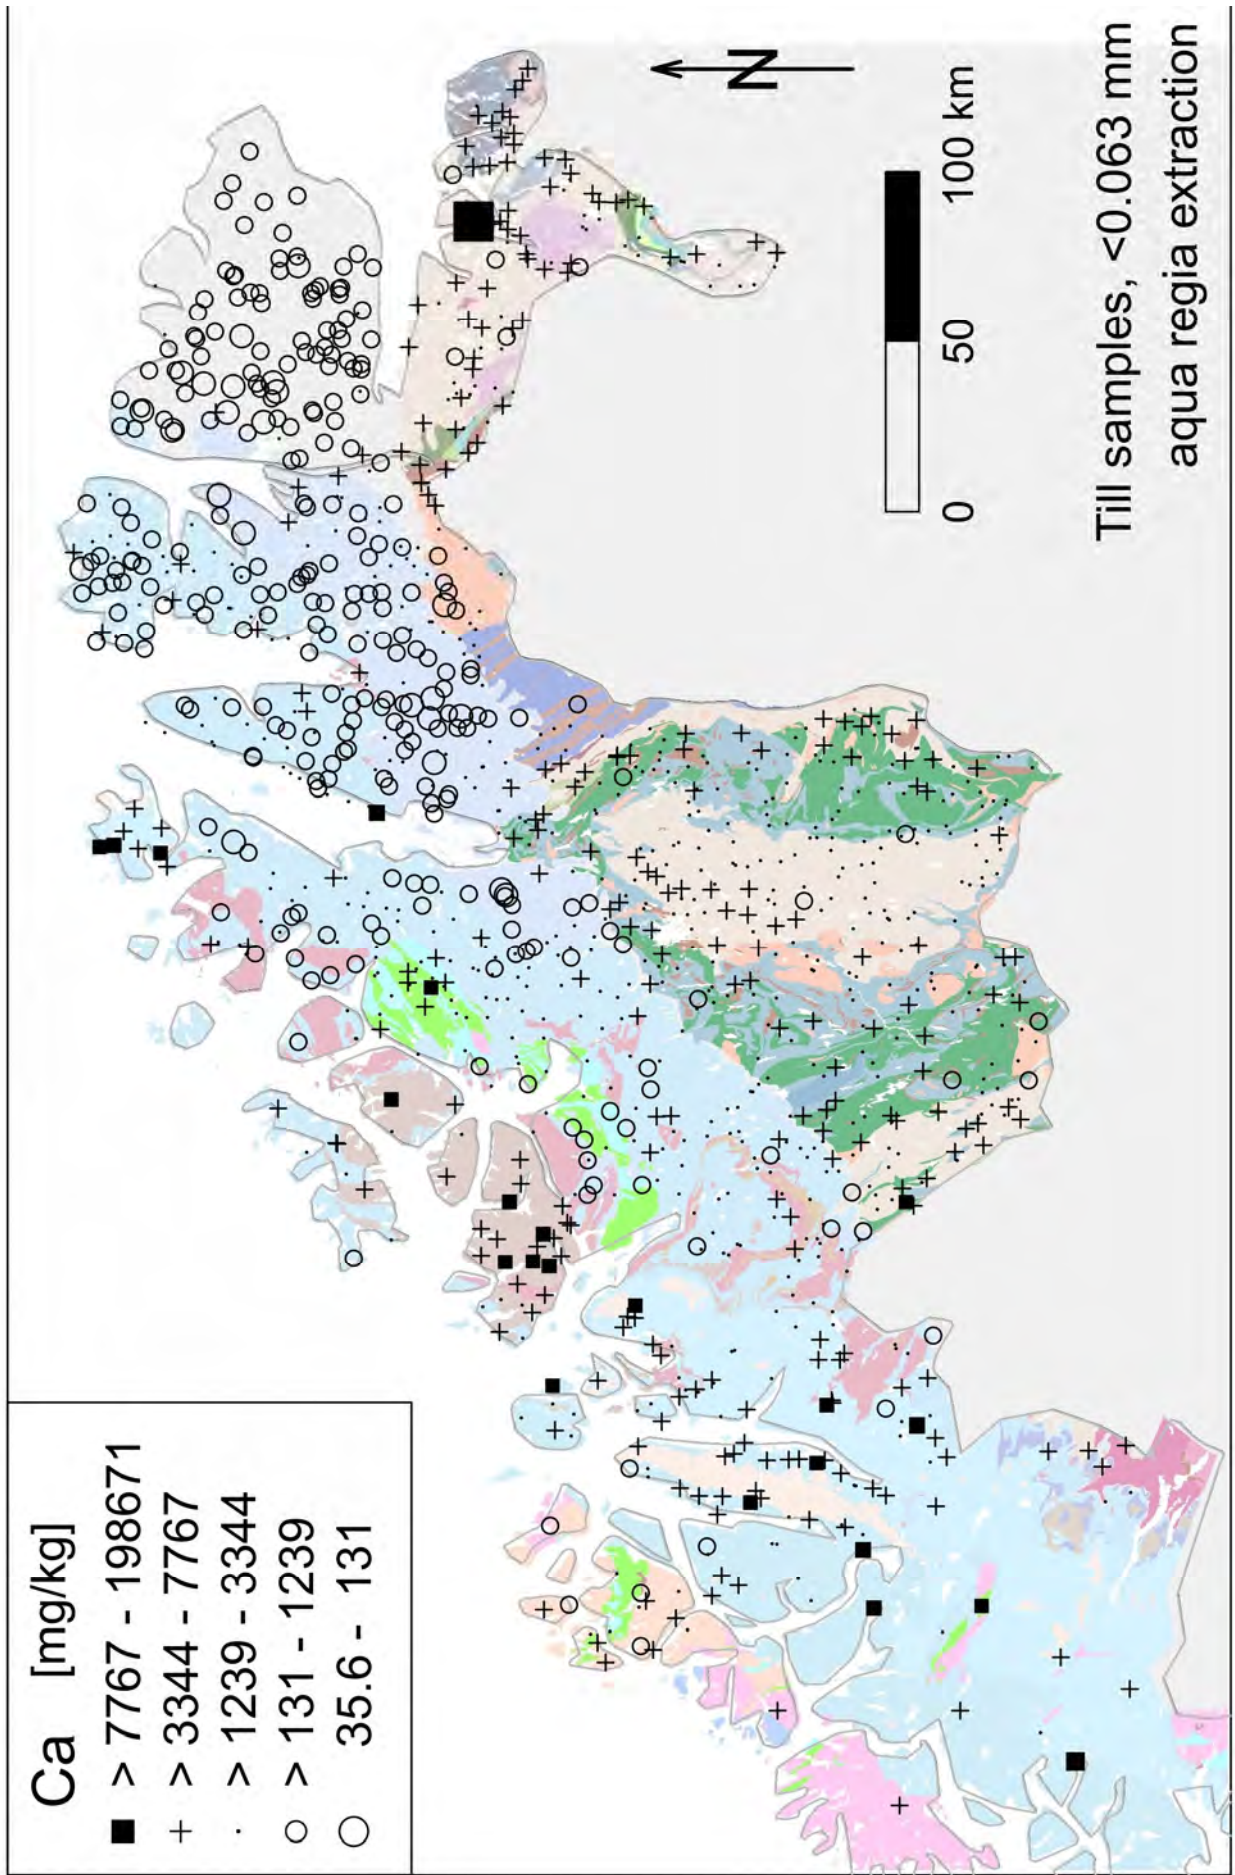 Ca [mg/kg]
> 7767 - 198671
> 3344 - 7767
> 1239 - 3344
> 131 - 1239
35.6 - 131
N
0 50 100 km
Till samples, <0.063 mm
aqua regia extraction